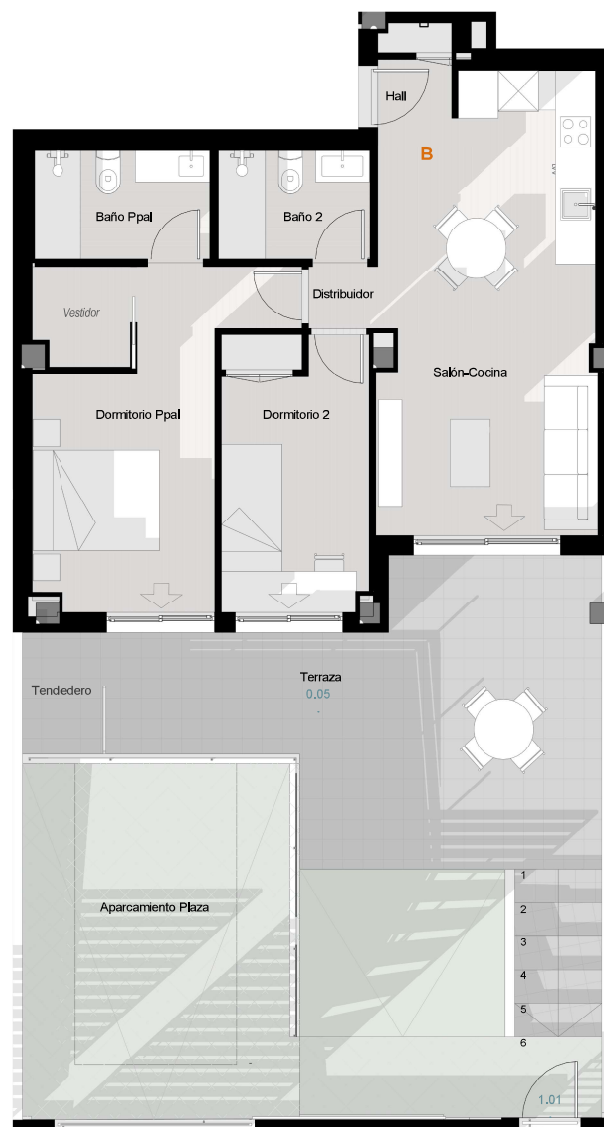 Hall
B
Baño Ppal
Baño 2
Vestidor
Distribuidor
Salón-Cocina
Dormitorio Ppal
Dormitorio 2
Terraza
0.05
Tendedero
Aparcamiento Plaza
1
2
3
4
5
6
1.01